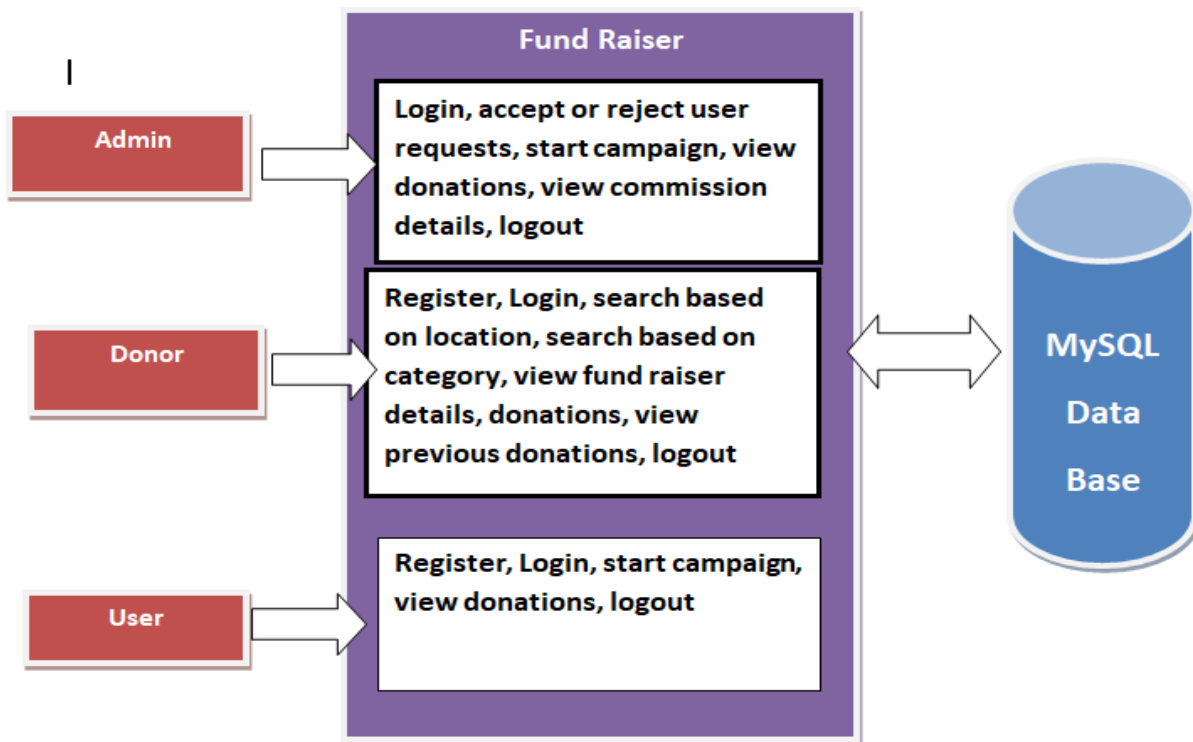 Fund Raiser
Admin
Login, accept or reject user
requests, start campaign, view
donations, view commission
details, logout
Donor
Register, Login, search based
on location, search based on
category, view fund raiser
details, donations, view
previous donations, logout
MySQL
Data
Base
User
Register, Login, start campaign,
view donations, logout